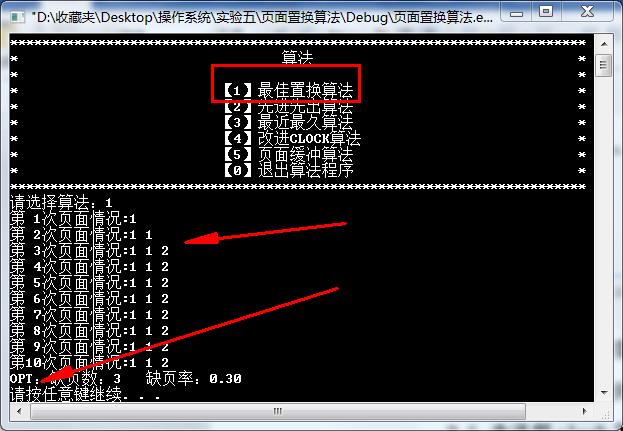 "D:\收藏夹\Desktop\操作系统\实验五\页面置换算法\Debug\页面置换算法.e...
************************************************************
* 算法 *
* *
* 【1】最佳置换算法 *
* 【2】先进先出算法 *
* 【3】最近最久算法 *
* 【4】改进CLOCK算法 *
* 【5】页面缓冲算法 *
* 【0】退出算法程序 *
************************************************************
请选择算法：1
第 1次页面情况:1
第 2次页面情况:1 1
第 3次页面情况:1 1 2
第 4次页面情况:1 1 2
第 5次页面情况:1 1 2
第 6次页面情况:1 1 2
第 7次页面情况:1 1 2
第 8次页面情况:1 1 2
第 9次页面情况:1 1 2
第10次页面情况:1 1 2
OPT：缺页数：3 缺页率：0.30
请按任意键继续. . .